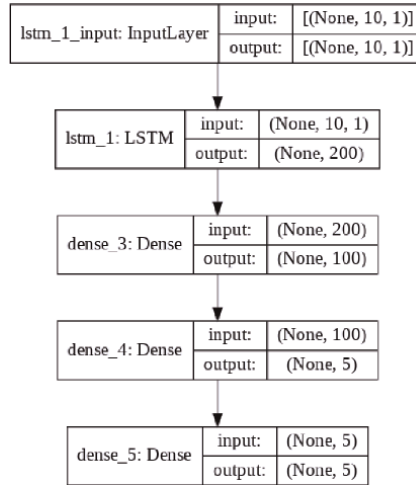 lstm_1_input: InputLayer
input: [(None, 10, 1)]
output: [(None, 10, 1)]
lstm_1: LSTM
input: (None, 10, 1)
output: (None, 200)
dense_3: Dense
input: (None, 200)
output: (None, 100)
dense_4: Dense
input: (None, 100)
output: (None, 5)
dense_5: Dense
input: (None, 5)
output: (None, 5)